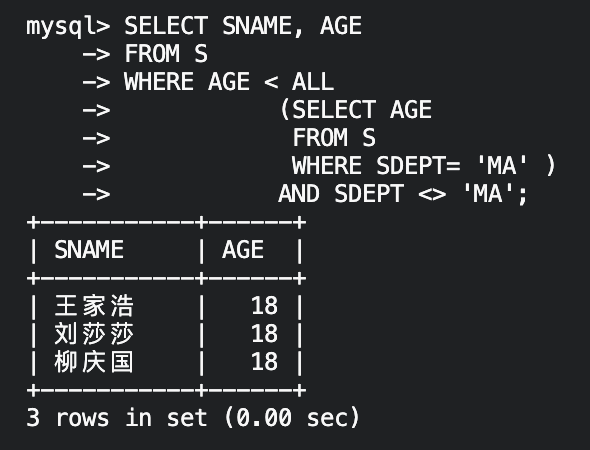 mysql> SELECT SNAME, AGE
    -> FROM S
    -> WHERE AGE < ALL
    ->            (SELECT AGE
    ->             FROM S
    ->             WHERE SDEPT= 'MA' )
    ->            AND SDEPT <> 'MA';
+-----------+------+
| SNAME     | AGE  |
+-----------+------+
| 王家浩    |   18 |
| 刘莎莎    |   18 |
| 柳庆国    |   18 |
+-----------+------+
3 rows in set (0.00 sec)